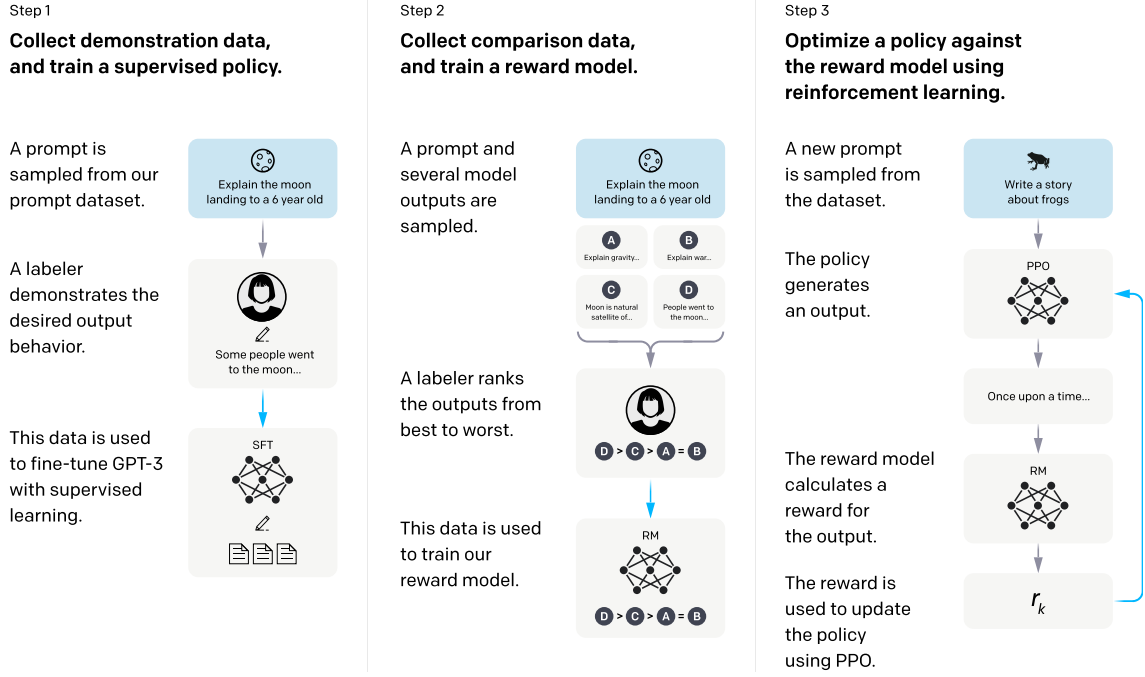 Step 1
Collect demonstration data,
and train a supervised policy.
A prompt is
sampled from our
prompt dataset.
Explain the moon
landing to a 6 year old
A labeler
demonstrates the
desired output
behavior.
Some people went
to the moon...
This data is used
to fine-tune GPT-3
with supervised
learning.
SFT
Step 2
Collect comparison data,
and train a reward model.
A prompt and
several model
outputs are
sampled.
Explain the moon
landing to a 6 year old
A
Explain gravity...
B
Explain war...
C
Moon is natural
satellite of...
D
People went to
the moon...
A labeler ranks
the outputs from
best to worst.
D > C > A = B
This data is used
to train our
reward model.
RM
D > C > A = B
Step 3
Optimize a policy against
the reward model using
reinforcement learning.
A new prompt
is sampled from
the dataset.
Write a story
about frogs
The policy
generates
an output.
PPO
Once upon a time...
The reward model
calculates a
reward for
the output.
RM
The reward is
used to update
the policy
using PPO.
rk